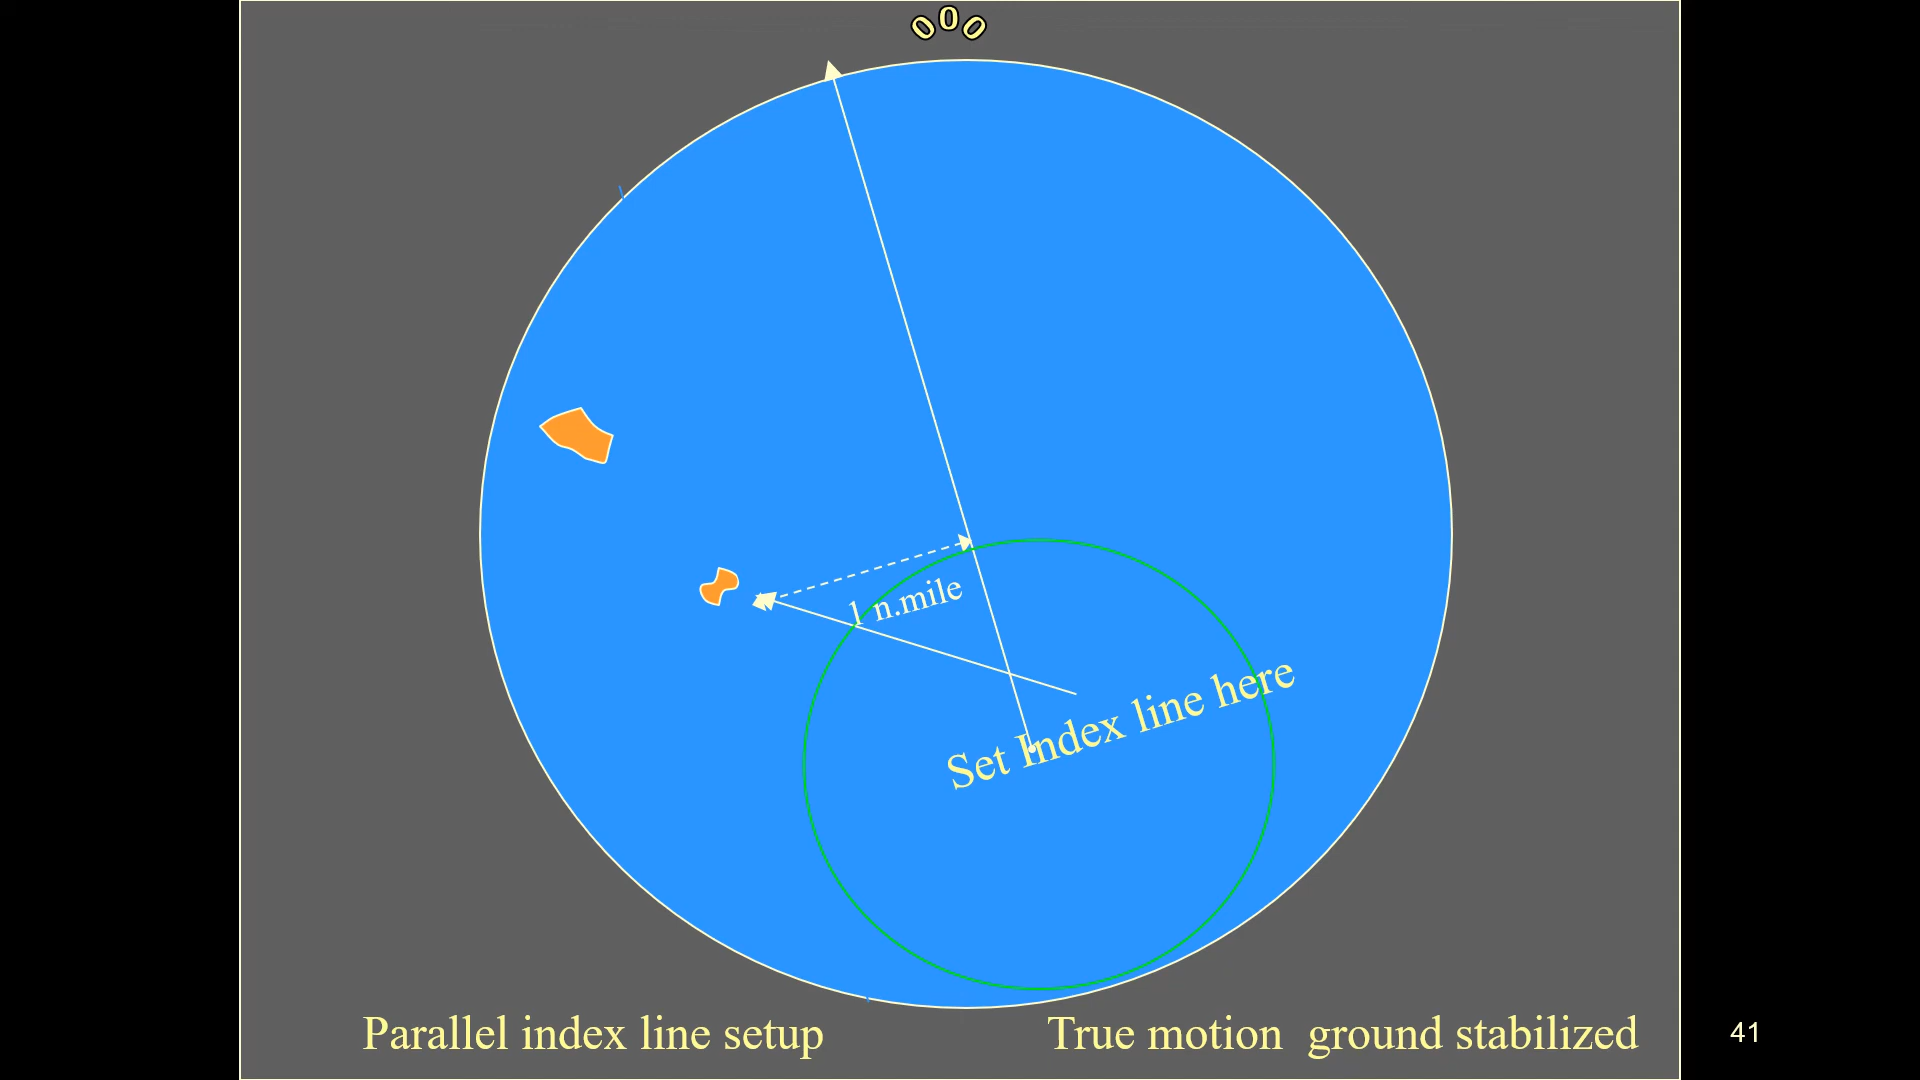 000
1 n.mile
Set Index line here
Parallel index line setup
True motion  ground stabilized
41